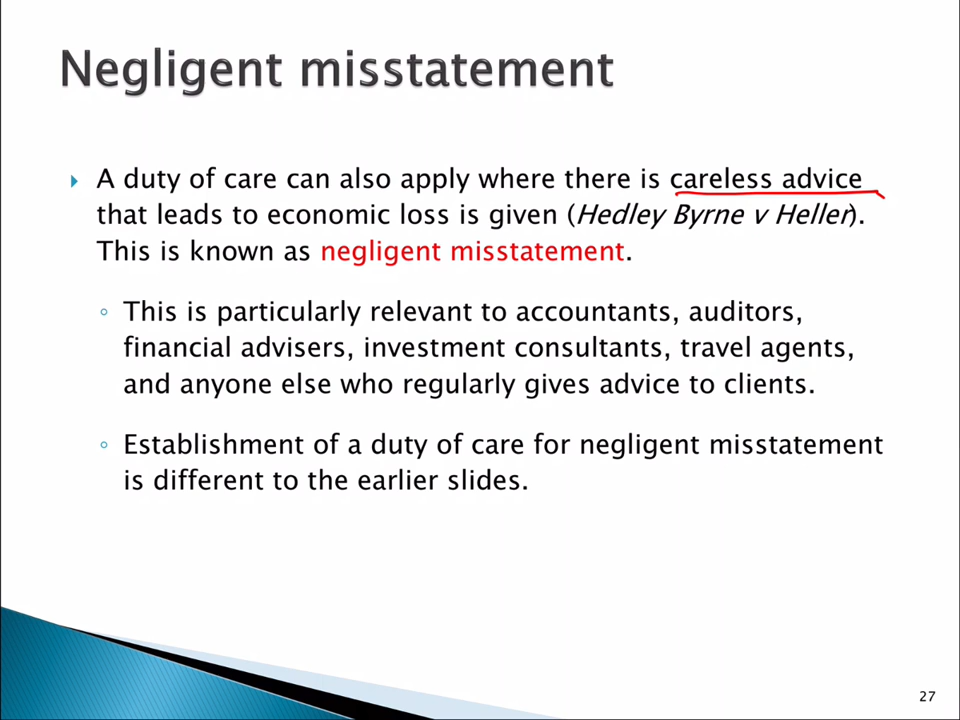 Negligent misstatement
A duty of care can also apply where there is careless advice
that leads to economic loss is given (Hedley Byrne v Heller).
This is known as negligent misstatement.
This is particularly relevant to accountants, auditors,
financial advisers, investment consultants, travel agents,
and anyone else who regularly gives advice to clients.
Establishment of a duty of care for negligent misstatement
is different to the earlier slides.
27